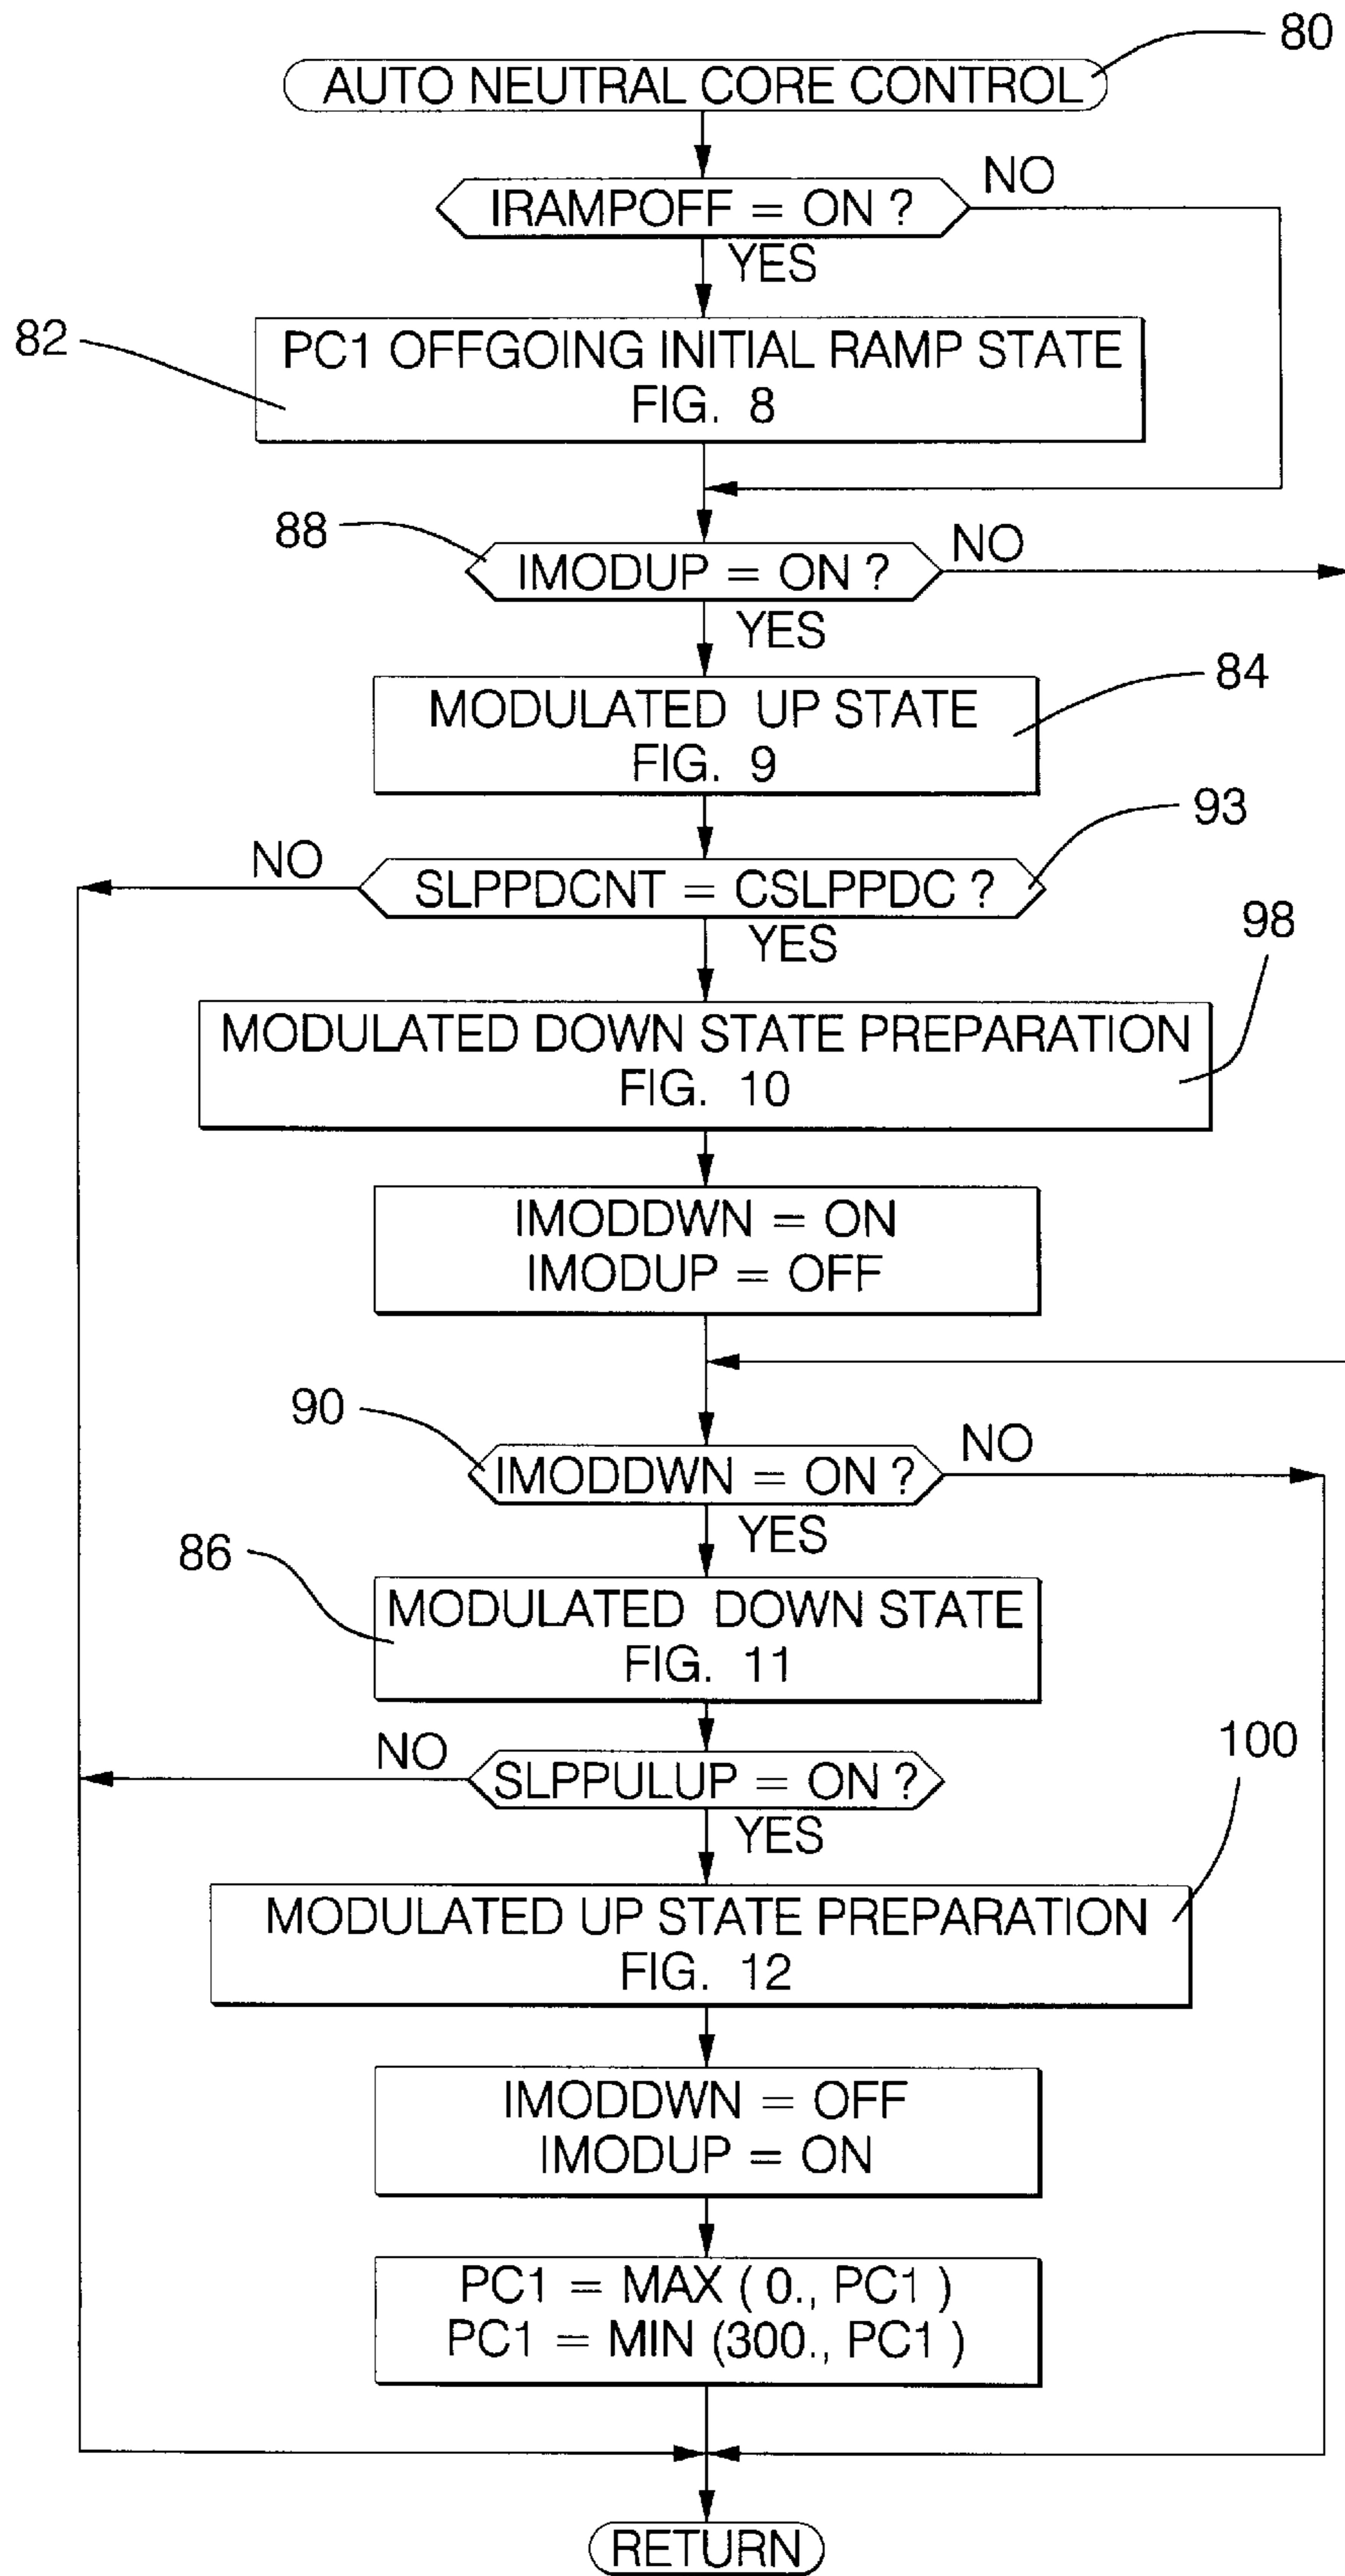 80
AUTO NEUTRAL CORE CONTROL
IRAMPOFF = ON ?
NO
YES
82
PC1 OFFGOING INITIAL RAMP STATE
FIG. 8
88
IMODUP = ON ?
NO
YES
84
MODULATED UP STATE
FIG. 9
93
NO
SLPPDCNT = CSLPPDC ?
YES
98
MODULATED DOWN STATE PREPARATION
FIG. 10
IMODDWN = ON
IMODUP = OFF
90
IMODDWN = ON ?
NO
YES
86
MODULATED DOWN STATE
FIG. 11
NO
SLPPULUP = ON ?
YES
100
MODULATED UP STATE PREPARATION
FIG. 12
IMODDWN = OFF
IMODUP = ON
PC1 = MAX ( 0., PC1 )
PC1 = MIN (300., PC1 )
RETURN